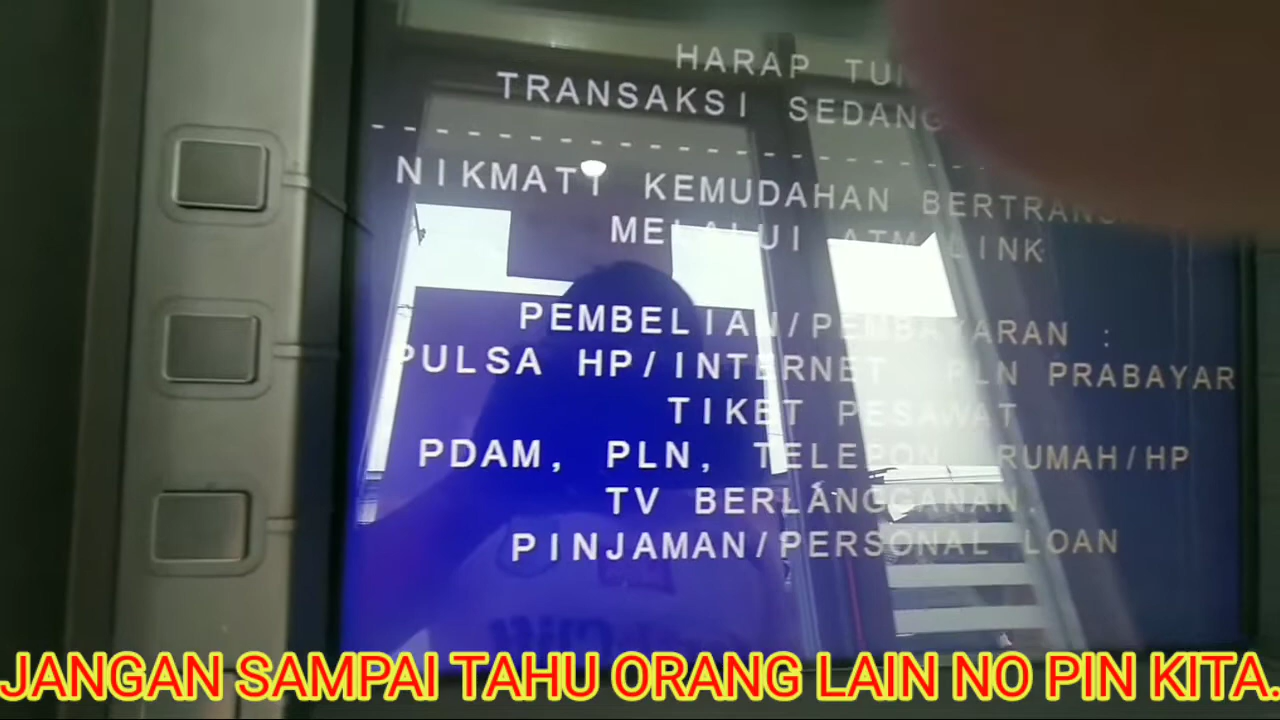 HARAP
TRANSAKSI SEDANG
--------------------
NIKMATI KEMUDAHAN
MELALUI ATM LINK
PEMBELIAN/PEMBAYARAN :
PULSA HP/INTERNET PLN PRABAYAR
TIKET PESAWAT
PDAM, PLN, TELEPON RUMAH/HP
TV BERLANGGANAN.
PINJAMAN/PERSONAL LOAN
JANGAN SAMPAI TAHU ORANG LAIN NO PIN KITA.